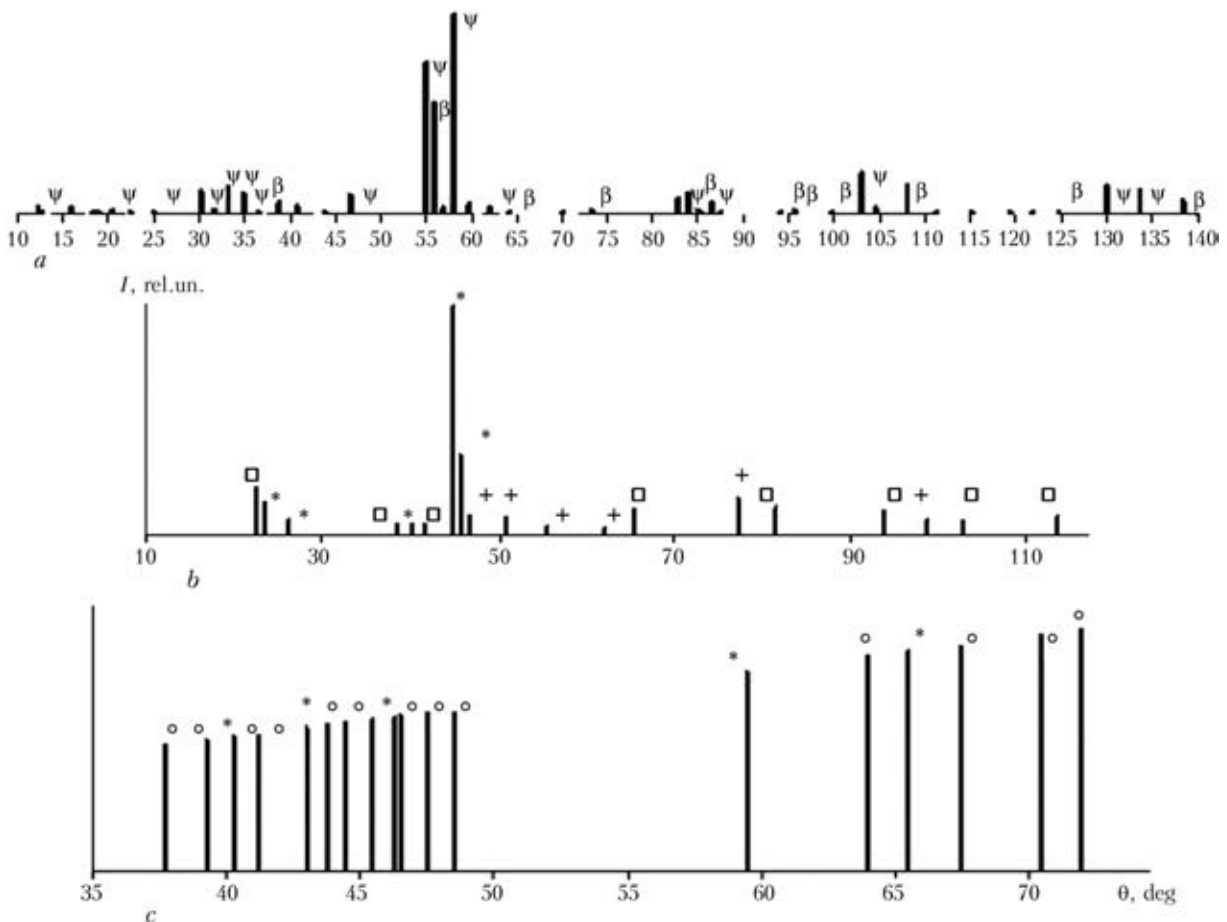 ψ ψ ψ ψ ψ ψ ψ ψ β ψ ψ β ψ ψ β β ψ β ψ β β β ψ β β ψ ψ β
10 15 20 25 30 35 40 45 50 55 60 65 70 75 80 85 90 95 100 105 110 115 120 125 130 135 140
a
I, rel.un.
* * * * * + + + + + +
10 30 50 70 90 110
b
* * * * *
35 40 45 50 55 60 65 70 θ, deg
c